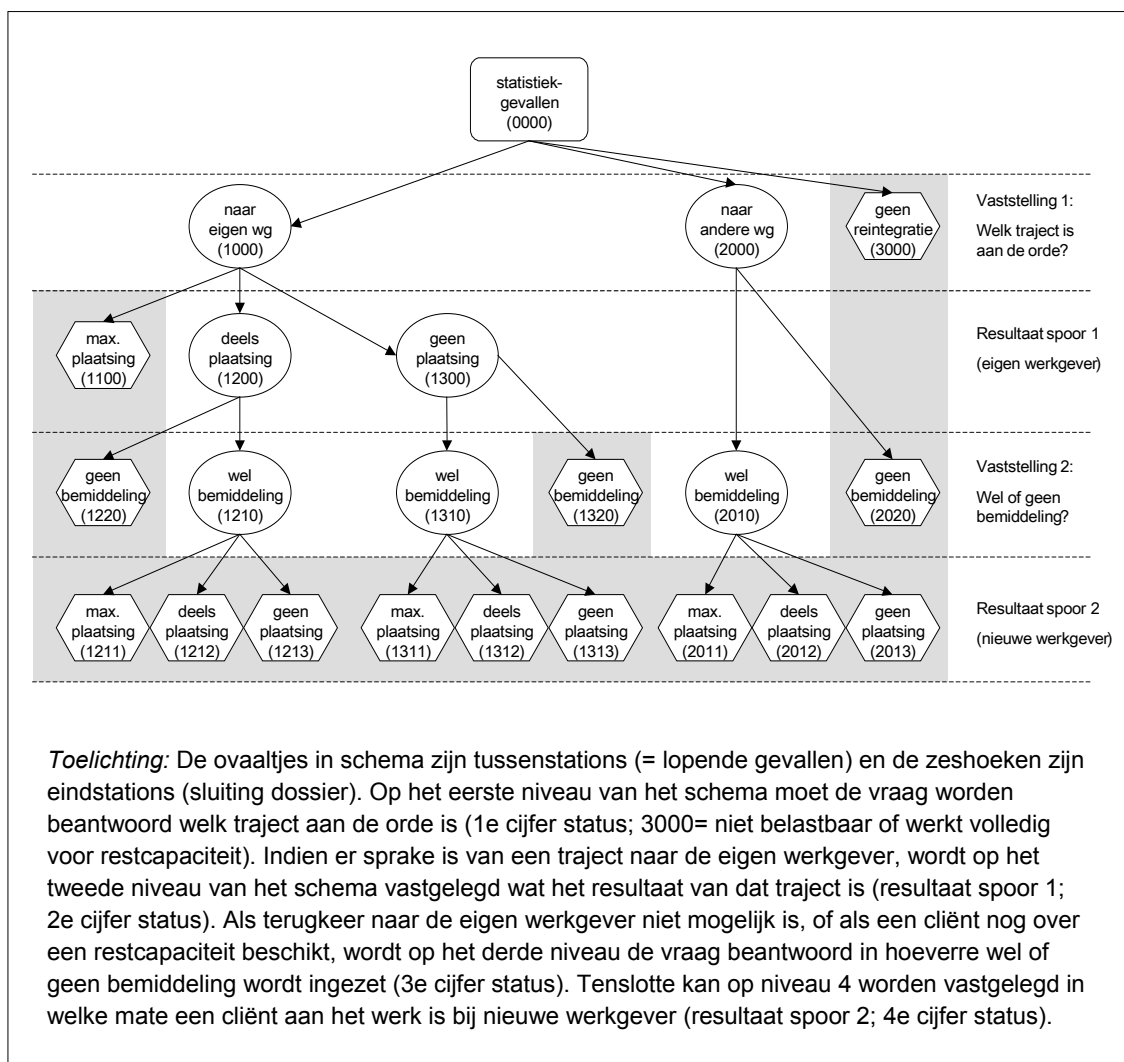 statistiek-
gevallen
(0000)
naar
eigen wg
(1000)
naar
andere wg
(2000)
geen
reintegratie
(3000)
Vaststelling 1:
Welk traject is
aan de orde?
max.
plaatsing
(1100)
deels
plaatsing
(1200)
geen
plaatsing
(1300)
Resultaat spoor 1
(eigen werkgever)
geen
bemiddeling
(1220)
wel
bemiddeling
(1210)
wel
bemiddeling
(1310)
geen
bemiddeling
(1320)
wel
bemiddeling
(2010)
geen
bemiddeling
(2020)
Vaststelling 2:
Wel of geen
bemiddeling?
max.
plaatsing
(1211)
deels
plaatsing
(1212)
geen
plaatsing
(1213)
max.
plaatsing
(1311)
deels
plaatsing
(1312)
geen
plaatsing
(1313)
max.
plaatsing
(2011)
deels
plaatsing
(2012)
geen
plaatsing
(2013)
Resultaat spoor 2
(nieuwe werkgever)
Toelichting: De ovaaltjes in schema zijn tussenstations (= lopende gevallen) en de zeshoeken zijn
eindstations (sluiting dossier). Op het eerste niveau van het schema moet de vraag worden
beantwoord welk traject aan de orde is (1e cijfer status; 3000= niet belastbaar of werkt volledig
voor restcapaciteit). Indien er sprake is van een traject naar de eigen werkgever, wordt op het
tweede niveau van het schema vastgelegd wat het resultaat van dat traject is (resultaat spoor 1;
2e cijfer status). Als terugkeer naar de eigen werkgever niet mogelijk is, of als een cliënt nog over
een restcapaciteit beschikt, wordt op het derde niveau de vraag beantwoord in hoeverre wel of
geen bemiddeling wordt ingezet (3e cijfer status). Tenslotte kan op niveau 4 worden vastgelegd in
welke mate een cliënt aan het werk is bij nieuwe werkgever (resultaat spoor 2; 4e cijfer status).